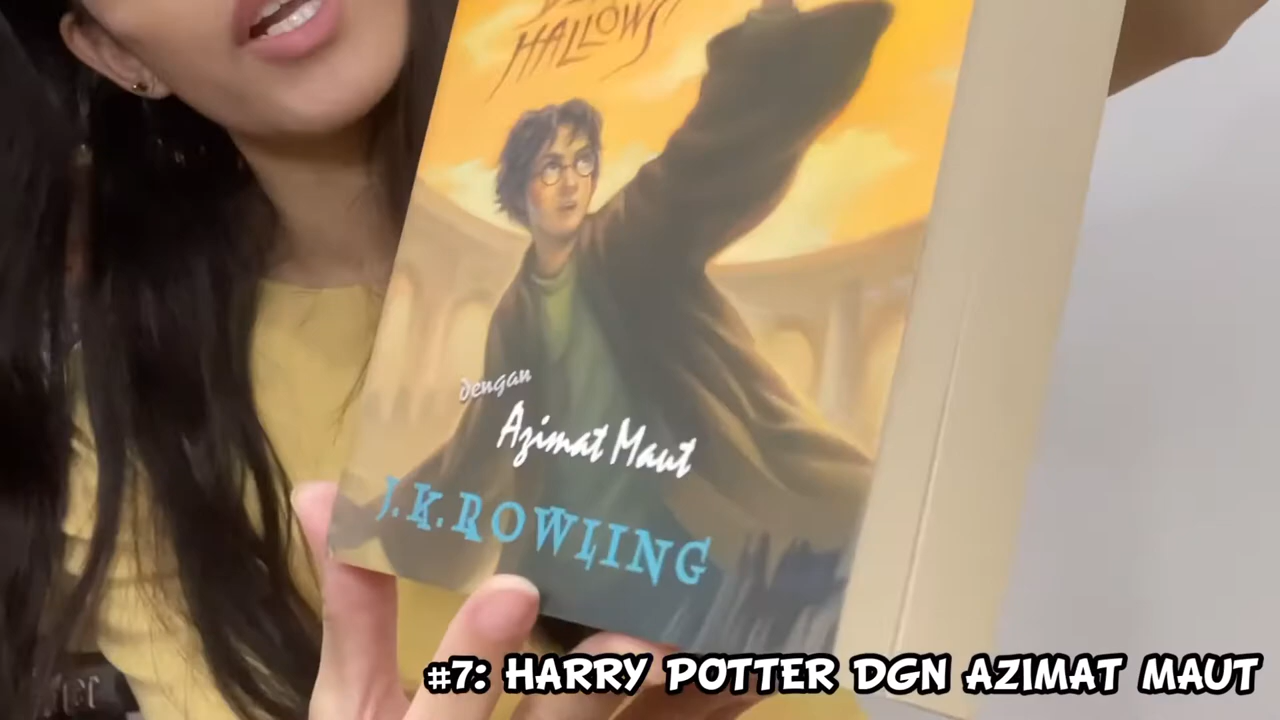 HALLOWS
dengan
Azimat Maut
J.K.ROWLING
#7: HARRY POTTER DGN AZIMAT MAUT